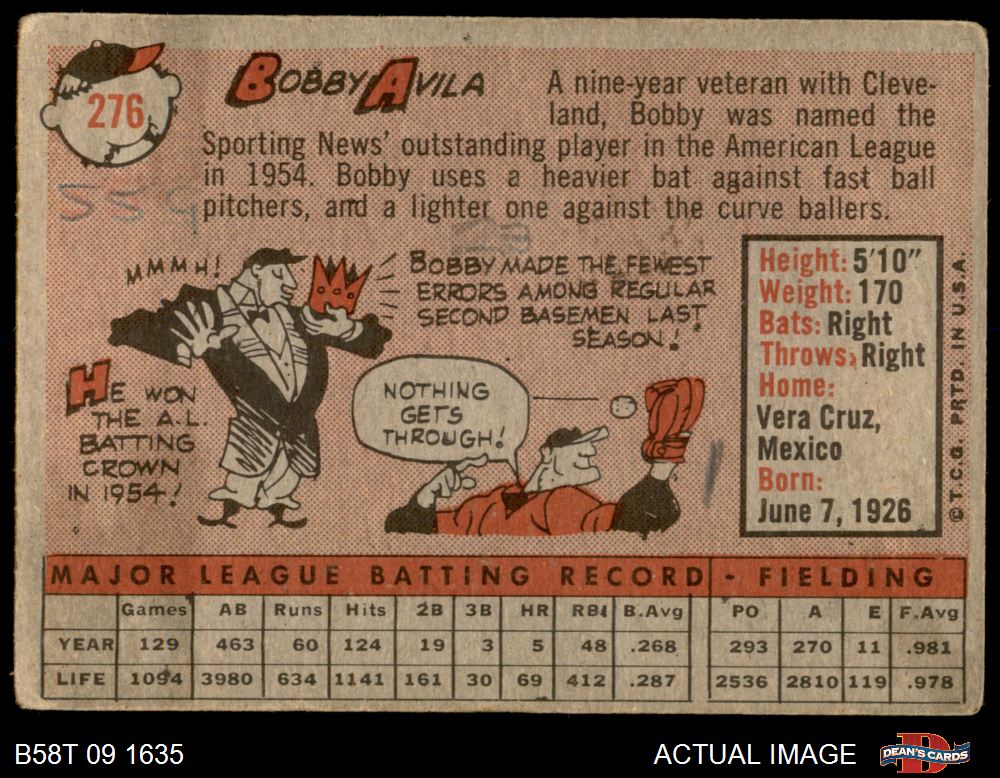 276
BOBBY AVILA
A nine-year veteran with Cleve-
land, Bobby was named the
Sporting News' outstanding player in the American League
in 1954. Bobby uses a heavier bat against fast ball
pitchers, and a lighter one against the curve ballers.
559
MMMH!
HE WON
THE A.L.
BATTING
CROWN
IN 1954!
BOBBY MADE THE FEWEST
ERRORS AMONG REGULAR
SECOND BASEMEN LAST
SEASON!
NOTHING
GETS
THROUGH!
Height: 5'10"
Weight: 170
Bats: Right
Throws: Right
Home:
Vera Cruz,
Mexico
Born:
June 7, 1926
© T.C.G. PRTD. IN U.S.A.
MAJOR LEAGUE BATTING RECORD - FIELDING
Games AB Runs Hits 2B 3B HR RBI B.Avg PO A E F.Avg
YEAR 129 463 60 124 19 3 5 48 .268 293 270 11 .981
LIFE 1094 3980 634 1141 161 30 69 412 .287 2536 2810 119 .978
B58T 09 1635
ACTUAL IMAGE
DEAN'S CARDS